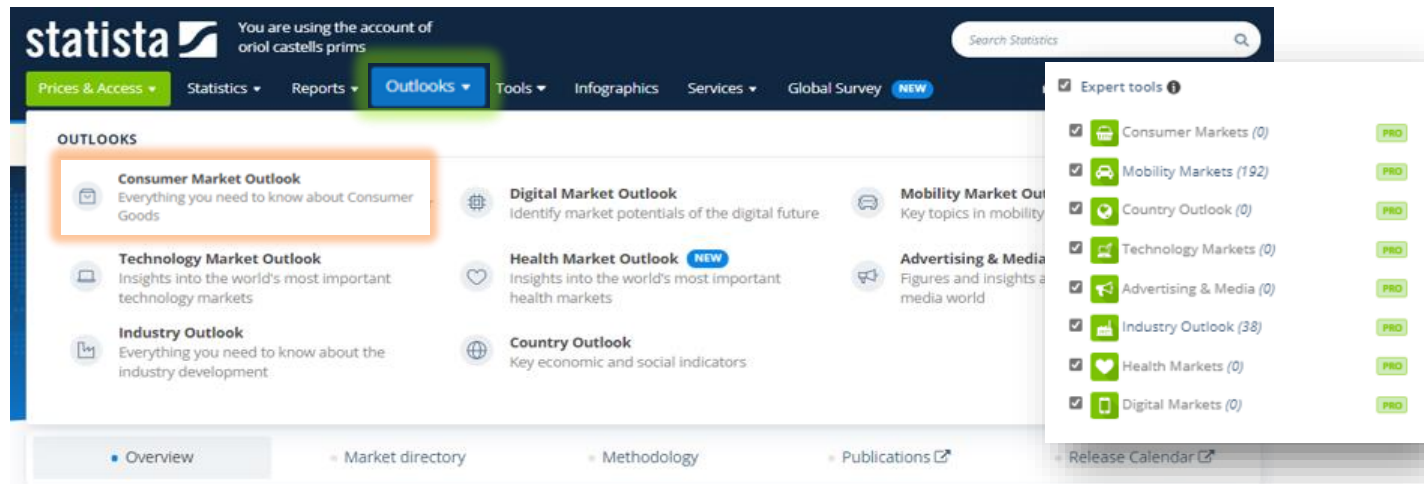 statista
You are using the account of
oriol castells prims
Search Statistics
Prices & Access
Statistics
Reports
Outlooks
Tools
Infographics
Services
Global Survey NEW
OUTLOOKS
Consumer Market Outlook
Everything you need to know about Consumer
Goods
Digital Market Outlook
Identify market potentials of the digital future
Mobility Market Out
Key topics in mobility
Technology Market Outlook
Insights into the world's most important
technology markets
Health Market Outlook NEW
Insights into the world's most important
health markets
Advertising & Media
Figures and insights a
media world
Industry Outlook
Everything you need to know about the
industry development
Country Outlook
Key economic and social indicators
Overview
Market directory
Methodology
Publications
Release Calendar
Expert tools
Consumer Markets (0) PRO
Mobility Markets (192) PRO
Country Outlook (0) PRO
Technology Markets (0) PRO
Advertising & Media (0) PRO
Industry Outlook (38) PRO
Health Markets (0) PRO
Digital Markets (0) PRO